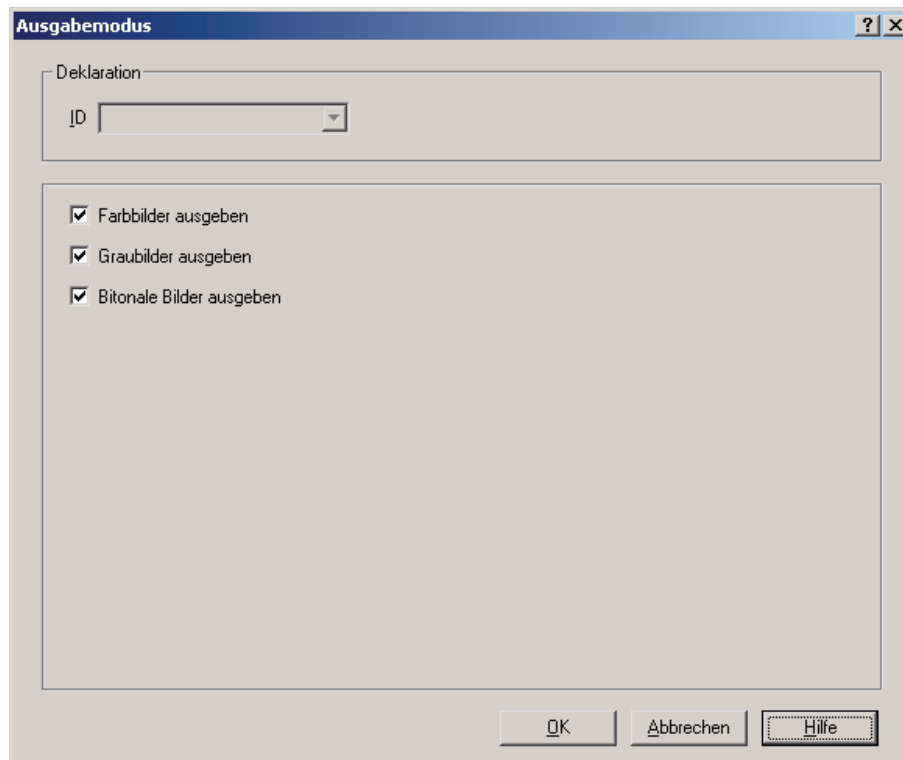 Ausgabemodus
Deklaration
ID
Farbbilder ausgeben
Graubilder ausgeben
Bitonale Bilder ausgeben
OK Abbrechen Hilfe